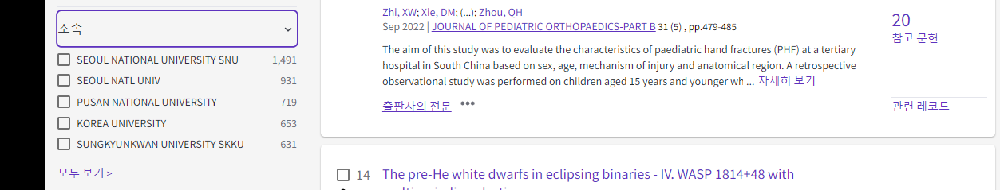 소속
SEOUL NATIONAL UNIVERSITY SNU 1,491
SEOUL NATL UNIV 931
PUSAN NATIONAL UNIVERSITY 719
KOREA UNIVERSITY 653
SUNGKYUNKWAN UNIVERSITY SKKU 631
모두 보기 >
Zhi, XW; Xie, DM; (...); Zhou, QH
Sep 2022 | JOURNAL OF PEDIATRIC ORTHOPAEDICS-PART B 31 (5) , pp.479-485
The aim of this study was to evaluate the characteristics of paediatric hand fractures (PHF) at a tertiary
hospital in South China based on sex, age, mechanism of injury and anatomical region. A retrospective
observational study was performed on children aged 15 years and younger wh ... 자세히 보기
출판사의 전문 •••
20
참고 문헌
관련 레코드
14 The pre-He white dwarfs in eclipsing binaries - IV. WASP 1814+48 with